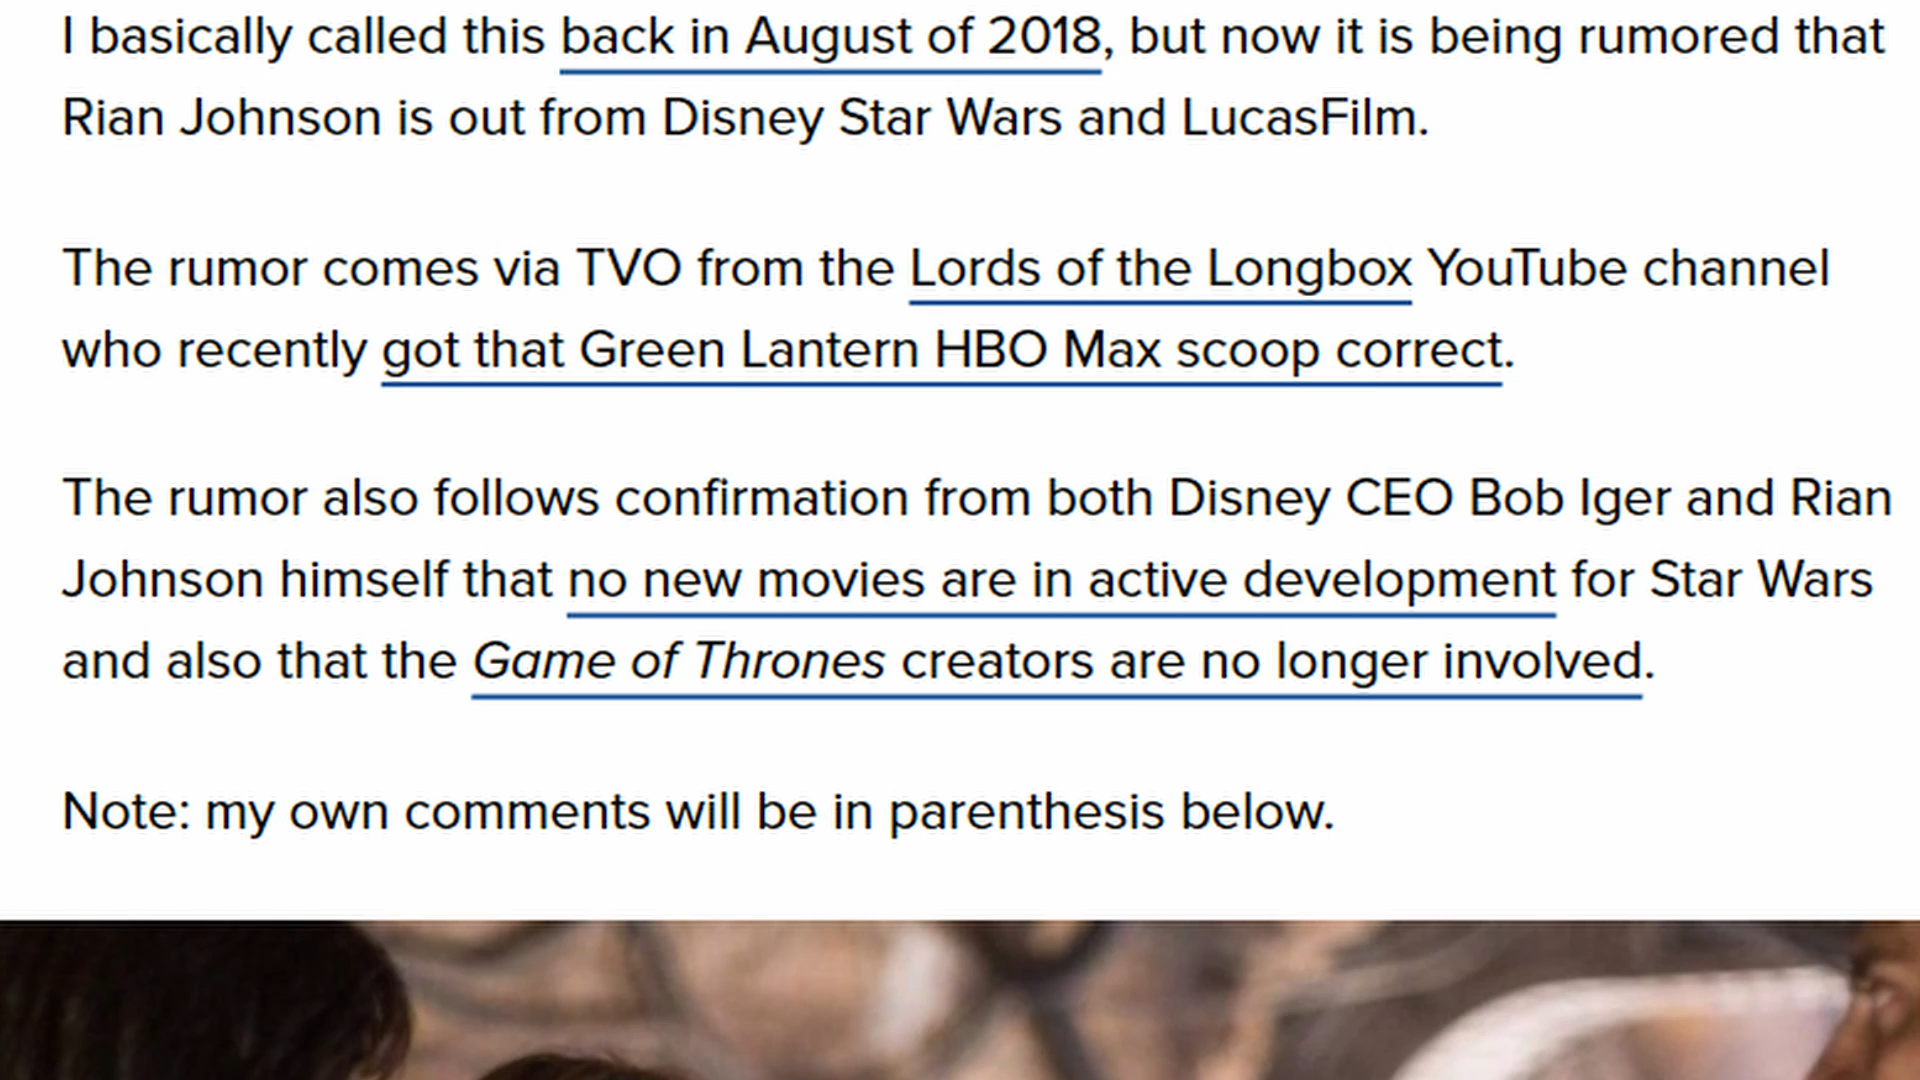 I basically called this back in August of 2018, but now it is being rumored that
Rian Johnson is out from Disney Star Wars and LucasFilm.
The rumor comes via TVO from the Lords of the Longbox YouTube channel
who recently got that Green Lantern HBO Max scoop correct.
The rumor also follows confirmation from both Disney CEO Bob Iger and Rian
Johnson himself that no new movies are in active development for Star Wars
and also that the Game of Thrones creators are no longer involved.
Note: my own comments will be in parenthesis below.